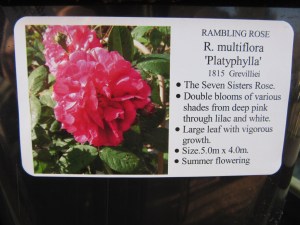 RAMBLING ROSE
R. multiflora
'Platyphylla'
1815 Grevilliei
• The Seven Sisters Rose.
• Double blooms of various
shades from deep pink
through lilac and white.
• Large leaf with vigorous
growth.
• Size.5.0m x 4.0m.
• Summer flowering